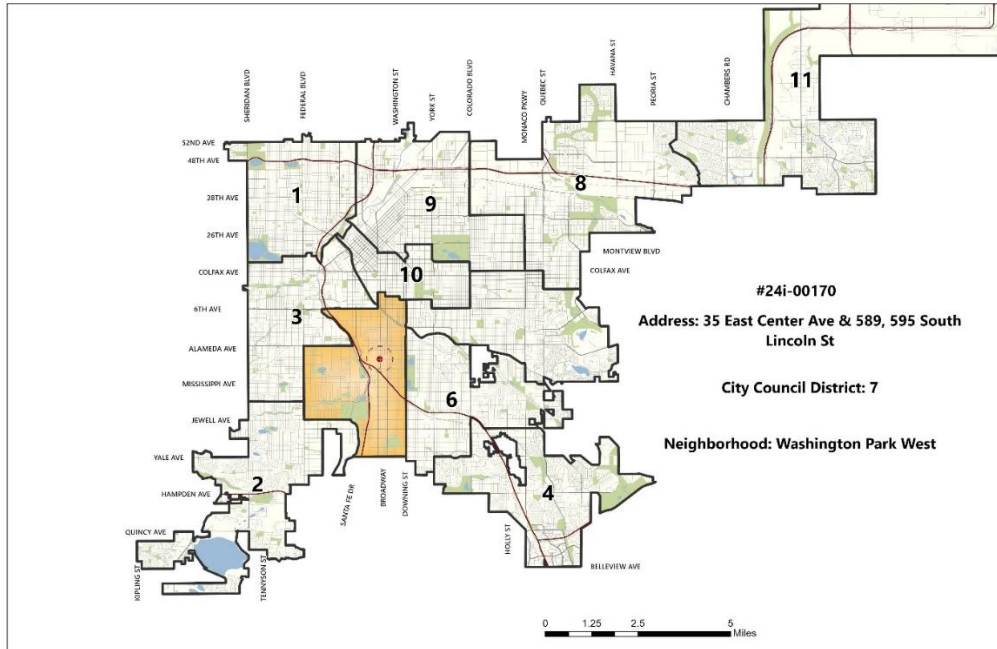 SHERIDAN BLVD
FEDERAL BLVD
WASHINGTON ST
YORK ST
COLORADO BLVD
MONACO PKWY
QUEBEC ST
HAVANA ST
PEORIA ST
CHAMBERS RD
11
52ND AVE
48TH AVE
38TH AVE
26TH AVE
COLFAX AVE
6TH AVE
ALAMEDA AVE
MISSISSIPPI AVE
JEWELL AVE
YALE AVE
HAMPDEN AVE
QUINCY AVE
1
9
8
10
3
6
2
4
MONTVIEW BLVD
COLFAX AVE
#24i-00170
Address: 35 East Center Ave & 589, 595 South
Lincoln St
City Council District: 7
Neighborhood: Washington Park West
KIPLING ST
TENNYSON ST
SANTA FE DR
BROADWAY
DOWNING ST
HOLLY ST
BELLEVIEW AVE
0 1.25 2.5 5
Miles